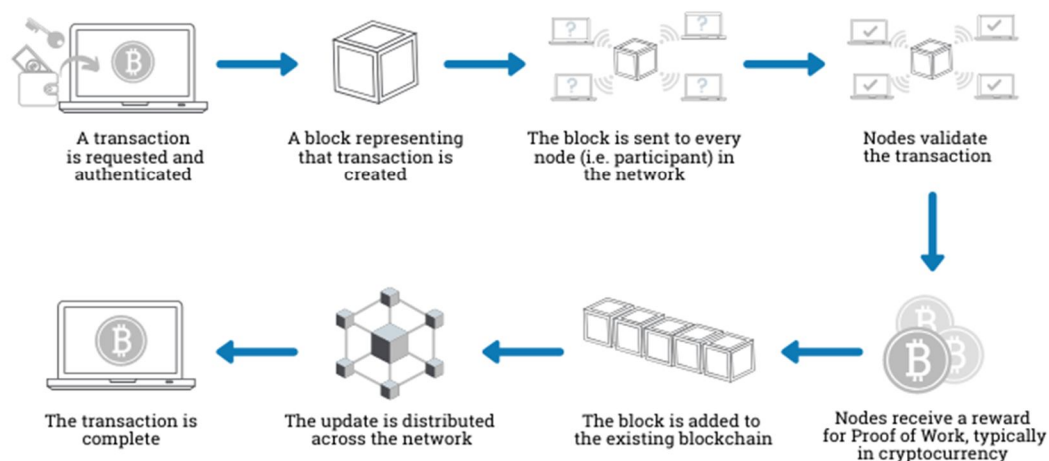 A transaction
is requested and
authenticated
A block representing
that transaction is
created
The block is sent to every
node (i.e. participant) in
the network
Nodes validate
the transaction
Nodes receive a reward
for Proof of Work, typically
in cryptocurrency
The block is added to
the existing blockchain
The update is distributed
across the network
The transaction is
complete